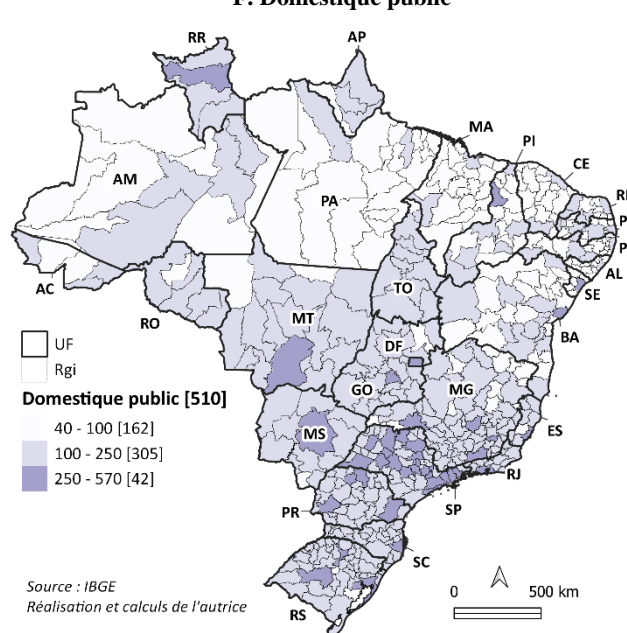 F: Domestique public
RR
AP
MA
PI
CE
AM
PA
P
P
AL
SE
BA
AC
RO
TO
MT
DF
GO
MG
MS
ES
RJ
SP
PR
SC
RS
UF
Rgi
Domestique public [510]
40 - 100 [162]
100 - 250 [305]
250 - 570 [42]
Source : IBGE
Réalisation et calculs de l'autrice
0 500 km